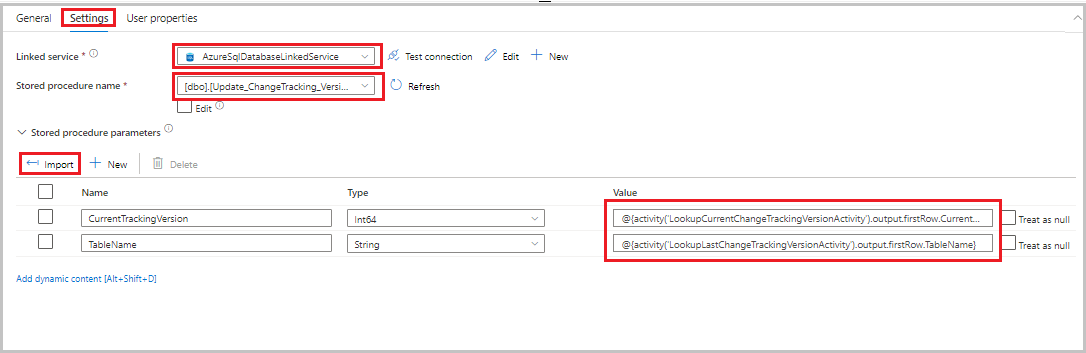 General Settings User properties
Linked service * AzureSqlDatabaseLinkedService Test connection Edit New
Stored procedure name * [dbo].[Update_ChangeTracking_Versi... Refresh
Edit
Stored procedure parameters
Import New Delete
Name Type Value
CurrentTrackingVersion Int64 @{activity('LookupCurrentChangeTrackingVersionActivity').output.firstRow.Current... Treat as null
TableName String @{activity('LookupLastChangeTrackingVersionActivity').output.firstRow.TableName} Treat as null
Add dynamic content [Alt+Shift+D]